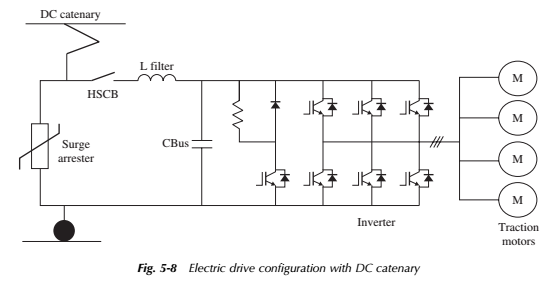 DC catenary
L filter
HSCB
Surge
arrester
CBus
M
M
M
M
Inverter
Traction
motors
Fig. 5-8 Electric drive configuration with DC catenary